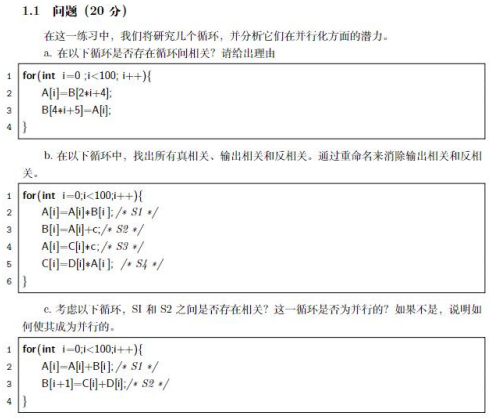 1.1 问题（20 分）
在这一练习中，我们将研究几个循环，并分析它们在并行化方面的潜力。
a. 在以下循环是否存在循环间相关？请给出理由
1 for(int i=0 ;i<100; i++){
2 A[i]=B[2*i+4];
3 B[4*i+5]=A[i];
4 }
b. 在以下循环中，找出所有真相关、输出相关和反相关。通过重命名来消除输出相关和反相
关。
1 for(int i=0;i<100;i++){
2 A[i]=A[i]*B[i]; /* S1 */
3 B[i]=A[i]+c;/* S2 */
4 A[i]=C[i]*c;/* S3 */
5 C[i]=D[i]*A[i]; /* S4 */
6 }
c. 考虑以下循环，SI 和 S2 之间是否存在相关？这一循环是否为并行的？如果不是，说明如
何使其成为并行的。
1 for(int i=0;i<100;i++){
2 A[i]=A[i]+B[i]; /* S1 */
3 B[i+1]=C[i]+D[i];/* S2 */
4 }